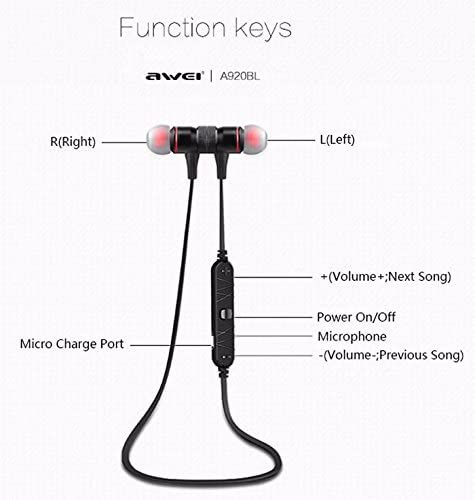 Function keys
awei | A920BL
R(Right)
L(Left)
+(Volume+;Next Song)
Power On/Off
Microphone
Micro Charge Port
-(Volume-;Previous Song)